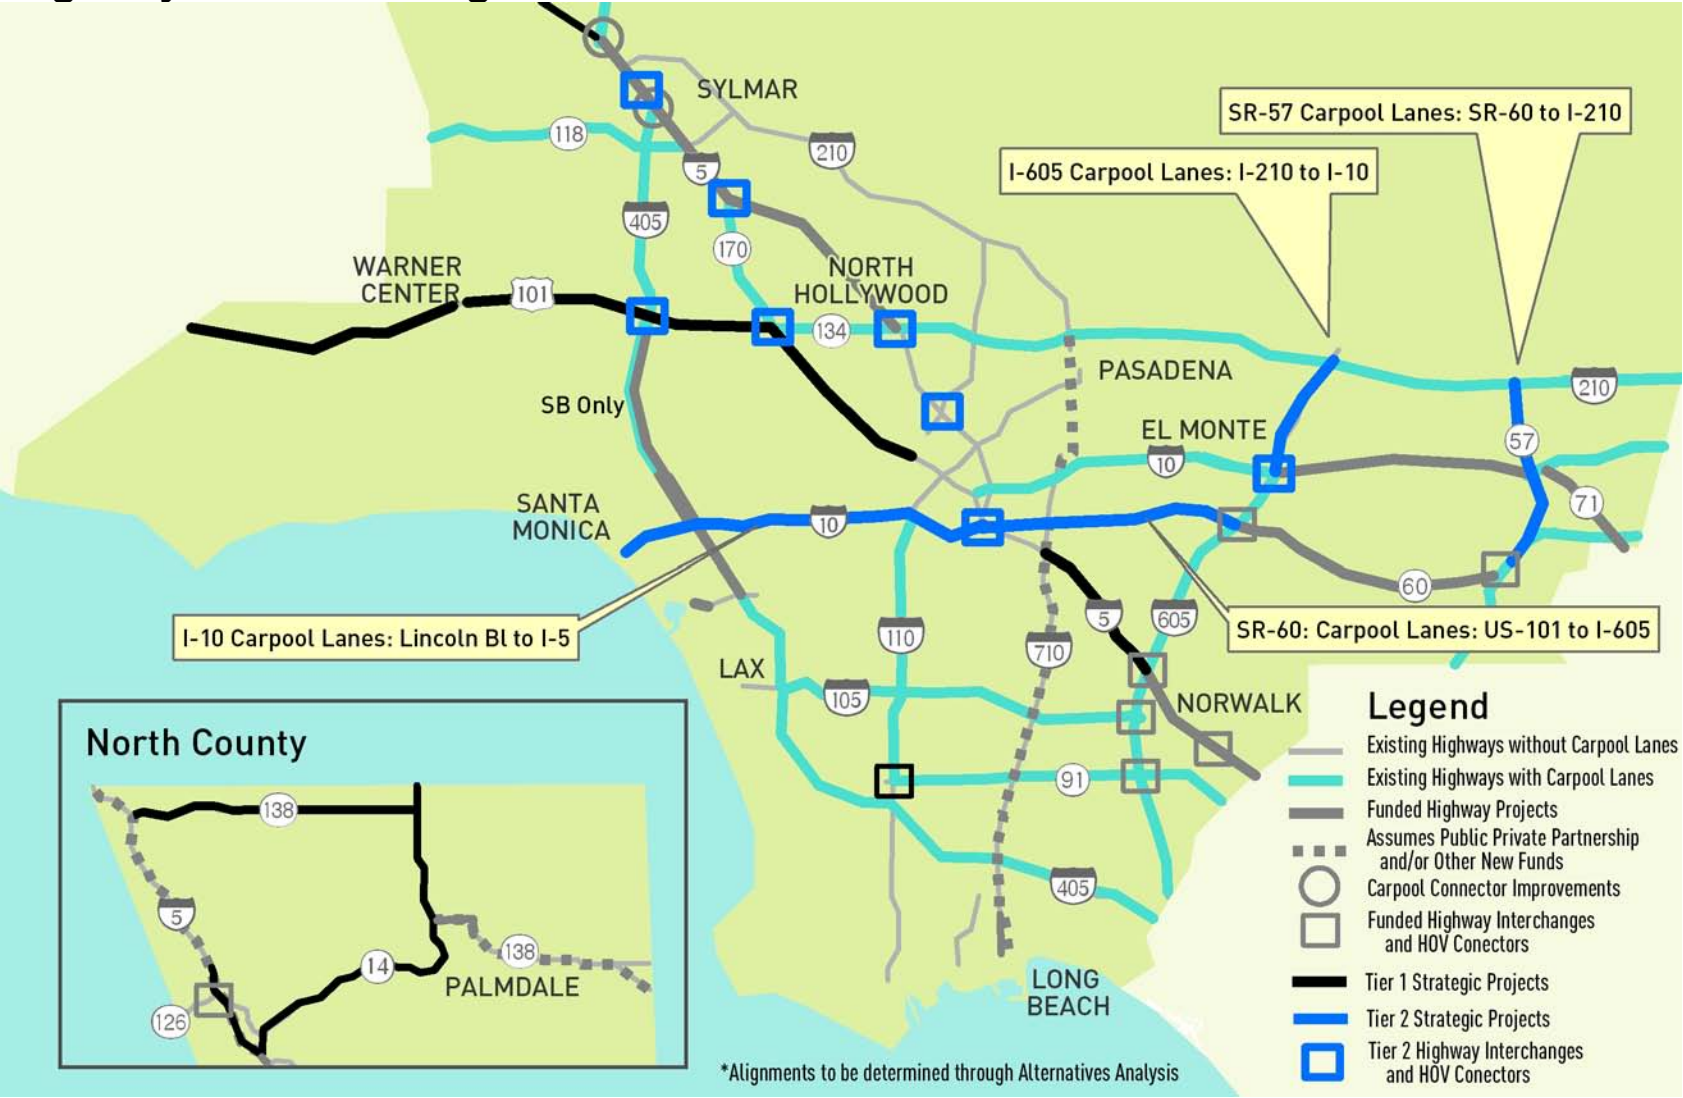 SYLMAR
118
5
210
405
170
SR-57 Carpool Lanes: SR-60 to I-210
I-605 Carpool Lanes: I-210 to I-10
WARNER
CENTER
101
NORTH
HOLLYWOOD
134
PASADENA
210
SB Only
EL MONTE
10
57
71
SANTA
MONICA
10
60
I-10 Carpool Lanes: Lincoln Bl to I-5
SR-60: Carpool Lanes: US-101 to I-605
5
605
110
710
LAX
105
NORWALK
91
405
LONG
BEACH
North County
138
5
14
138
PALMDALE
126
Legend
Existing Highways without Carpool Lanes
Existing Highways with Carpool Lanes
Funded Highway Projects
Assumes Public Private Partnership
and/or Other New Funds
Carpool Connector Improvements
Funded Highway Interchanges
and HOV Conectors
Tier 1 Strategic Projects
Tier 2 Strategic Projects
Tier 2 Highway Interchanges
and HOV Conectors
*Alignments to be determined through Alternatives Analysis